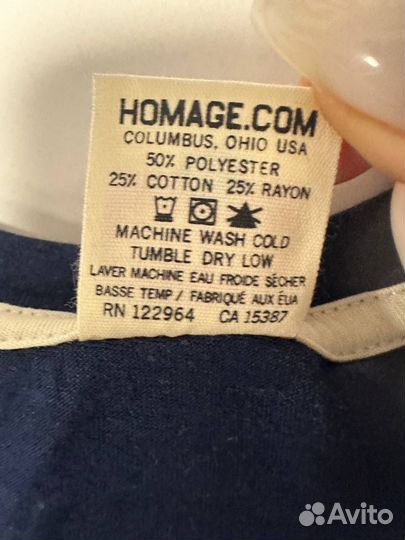 HOMAGE.COM
COLUMBUS, OHIO USA
50% POLYESTER
25% COTTON 25% RAYON
MACHINE WASH COLD
TUMBLE DRY LOW
LAVER MACHINE EAU FROIDE SÉCHER
BASSE TEMP / FABRIQUÉ AUX ÉUA
RN 122964 CA 15387
Avito